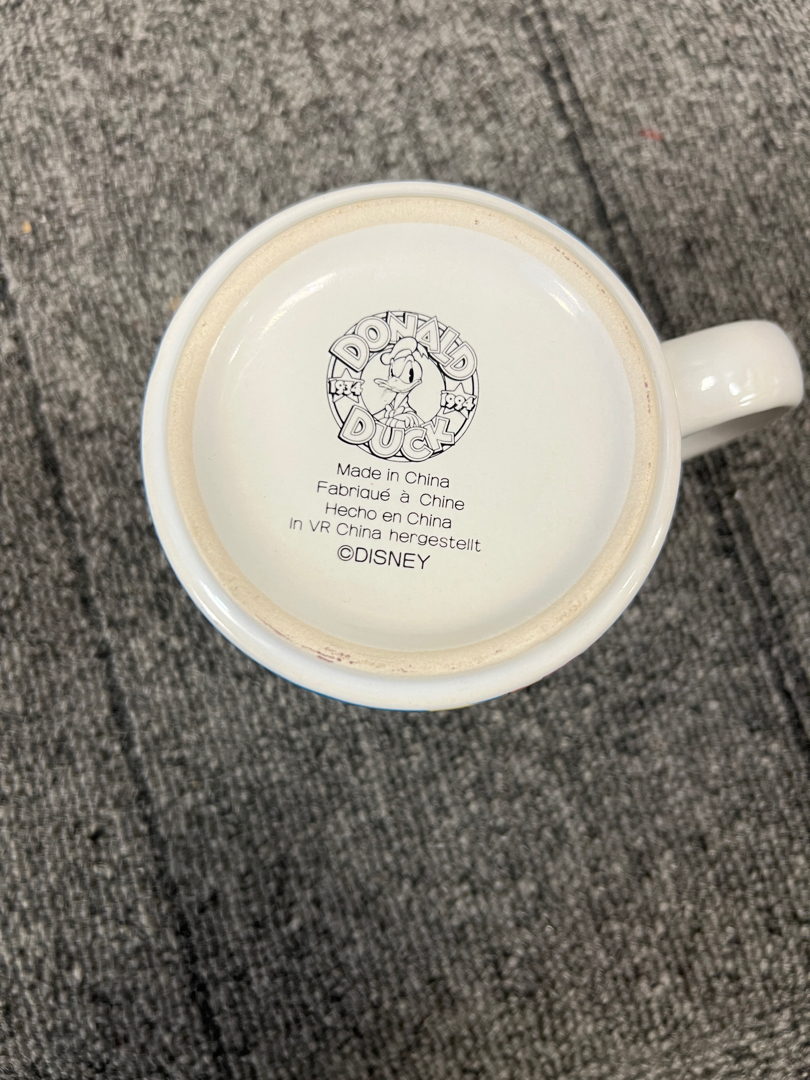 DONALD
1934 1994
DUCK
Made in China
Fabriqué à Chine
Hecho en China
In VR China hergestellt
©DISNEY